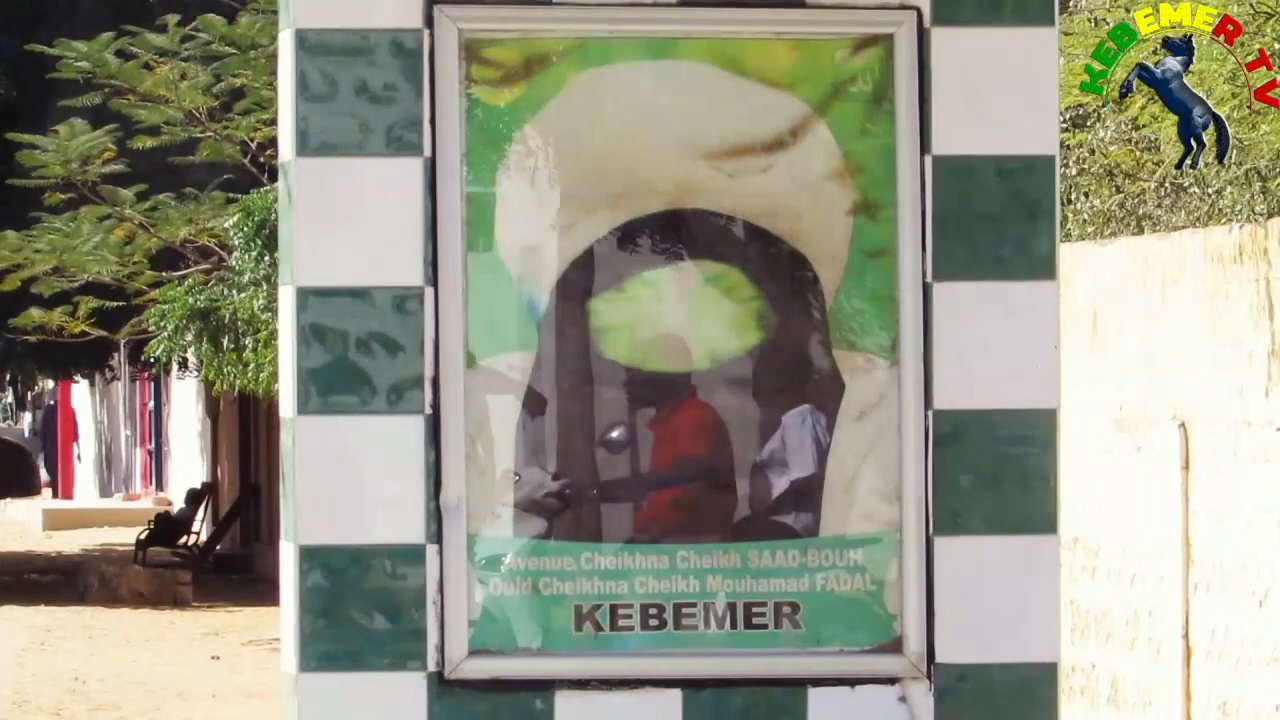 KEBEMER TV
Avenue Cheikhna Cheikh SAAD-BOUH
Ould Cheikhna Cheikh Mouhamad FADAL
KEBEMER